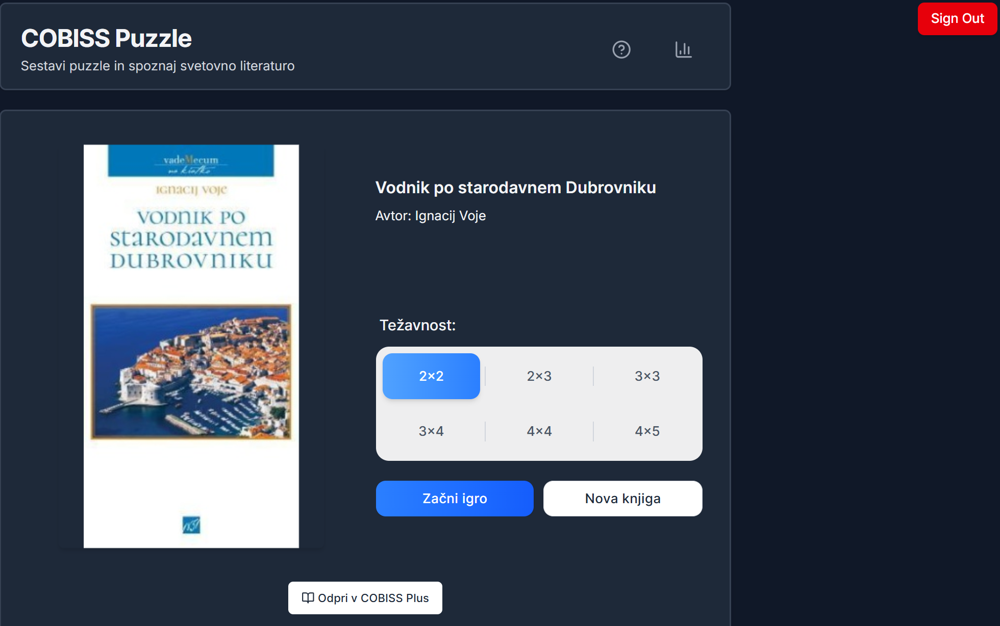 COBISS Puzzle
Sestavi puzzle in spoznaj svetovno literaturo
Sign Out
vadeMecum
na kratko
IGNACIJ VOJE
VODNIK PO
STARODAVNEM
DUBROVNIKU
Vodnik po starodavnem Dubrovniku
Avtor: Ignacij Voje
Težavnost:
2×2
2×3
3×3
3×4
4×4
4×5
Začni igro
Nova knjiga
Odpri v COBISS Plus